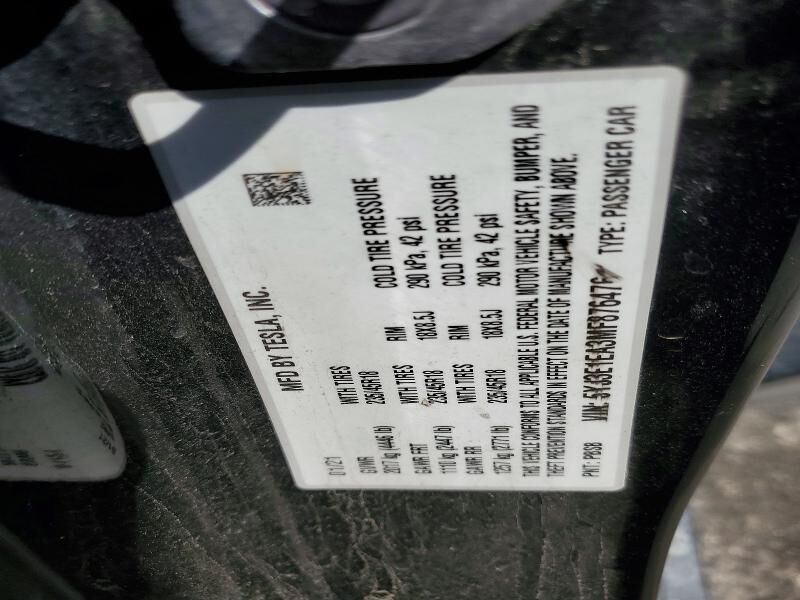 MFD BY TESLA, INC.
01/21
GVWR WITH TIRES RIM COLD TIRE PRESSURE
2017 kg (4446 lb) 235/45R18 18X8.5J 290 kPa, 42 psi
GAWR FRT WITH TIRES RIM COLD TIRE PRESSURE
1110 kg (2447 lb) 235/45R18 18X8.5J 290 kPa, 42 psi
GAWR RR WITH TIRES
1257 kg (2771 lb) 235/45R18
THIS VEHICLE CONFORMS TO ALL APPLICABLE U.S. FEDERAL MOTOR VEHICLE SAFETY, BUMPER, AND
THEFT PREVENTION STANDARDS IN EFFECT ON THE DATE OF MANUFACTURE SHOWN ABOVE.
PNT: PBSB VIN: 5YJ3E1EA3MF876476 TYPE: PASSENGER CAR